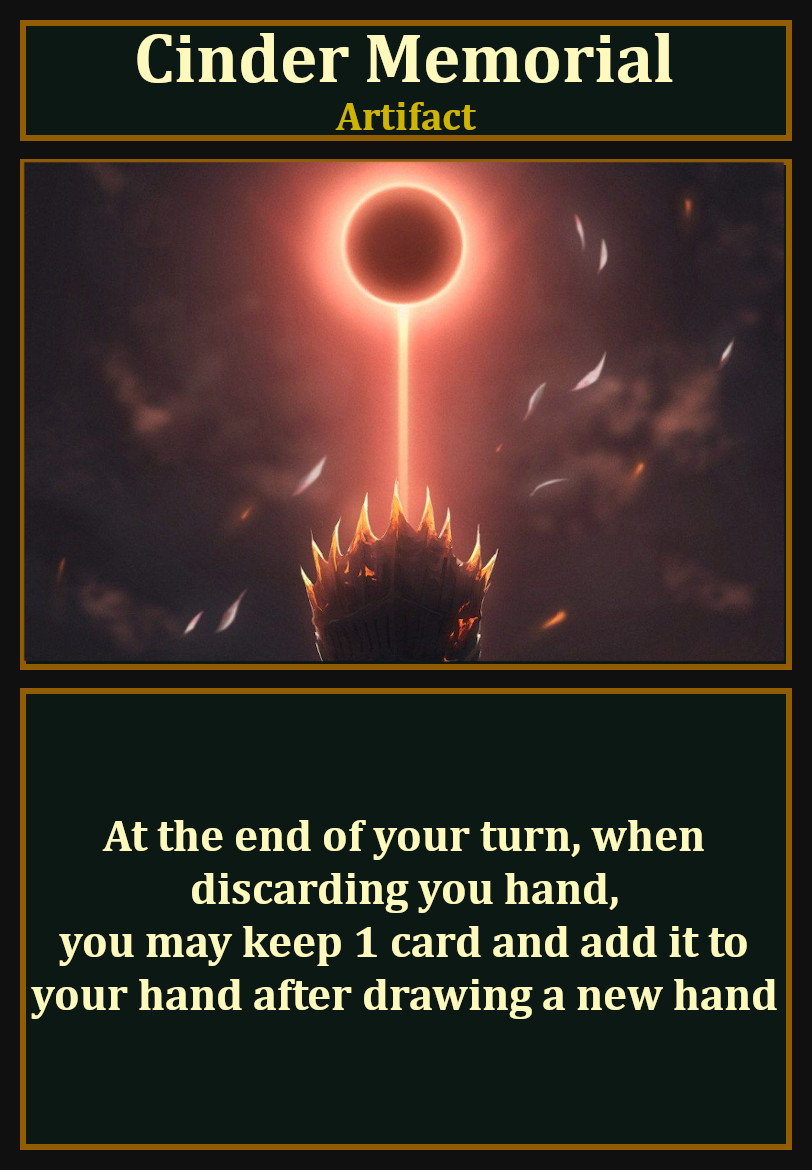 Cinder Memorial
Artifact
At the end of your turn, when
discarding you hand,
you may keep 1 card and add it to
your hand after drawing a new hand